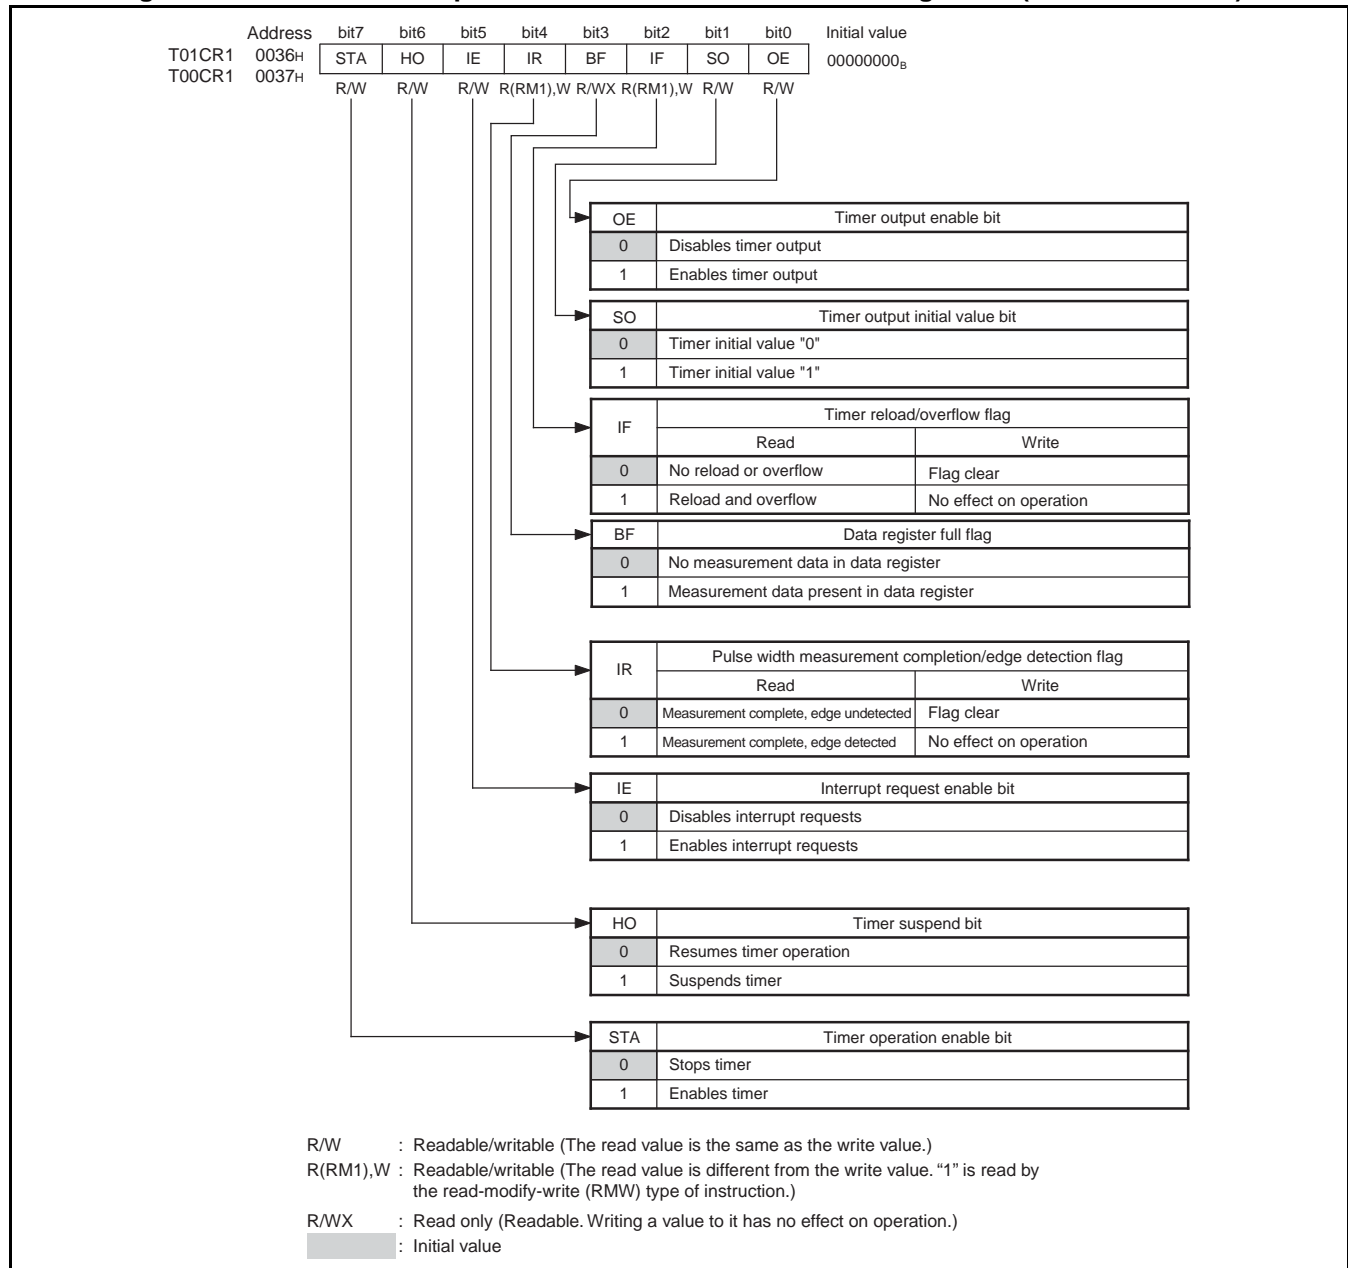 Address bit7 bit6 bit5 bit4 bit3 bit2 bit1 bit0 Initial value
T01CR1 0036H STA HO IE IR BF IF SO OE 00000000B
T00CR1 0037H
R/W R/W R/W R(RM1),W R/WX R(RM1),W R/W R/W
OE Timer output enable bit
0 Disables timer output
1 Enables timer output
SO Timer output initial value bit
0 Timer initial value "0"
1 Timer initial value "1"
IF Timer reload/overflow flag
Read Write
0 No reload or overflow Flag clear
1 Reload and overflow No effect on operation
BF Data register full flag
0 No measurement data in data register
1 Measurement data present in data register
IR Pulse width measurement completion/edge detection flag
Read Write
0 Measurement complete, edge undetected Flag clear
1 Measurement complete, edge detected No effect on operation
IE Interrupt request enable bit
0 Disables interrupt requests
1 Enables interrupt requests
HO Timer suspend bit
0 Resumes timer operation
1 Suspends timer
STA Timer operation enable bit
0 Stops timer
1 Enables timer
R/W : Readable/writable (The read value is the same as the write value.)
R(RM1),W : Readable/writable (The read value is different from the write value. “1” is read by
the read-modify-write (RMW) type of instruction.)
R/WX : Read only (Readable. Writing a value to it has no effect on operation.)
: Initial value